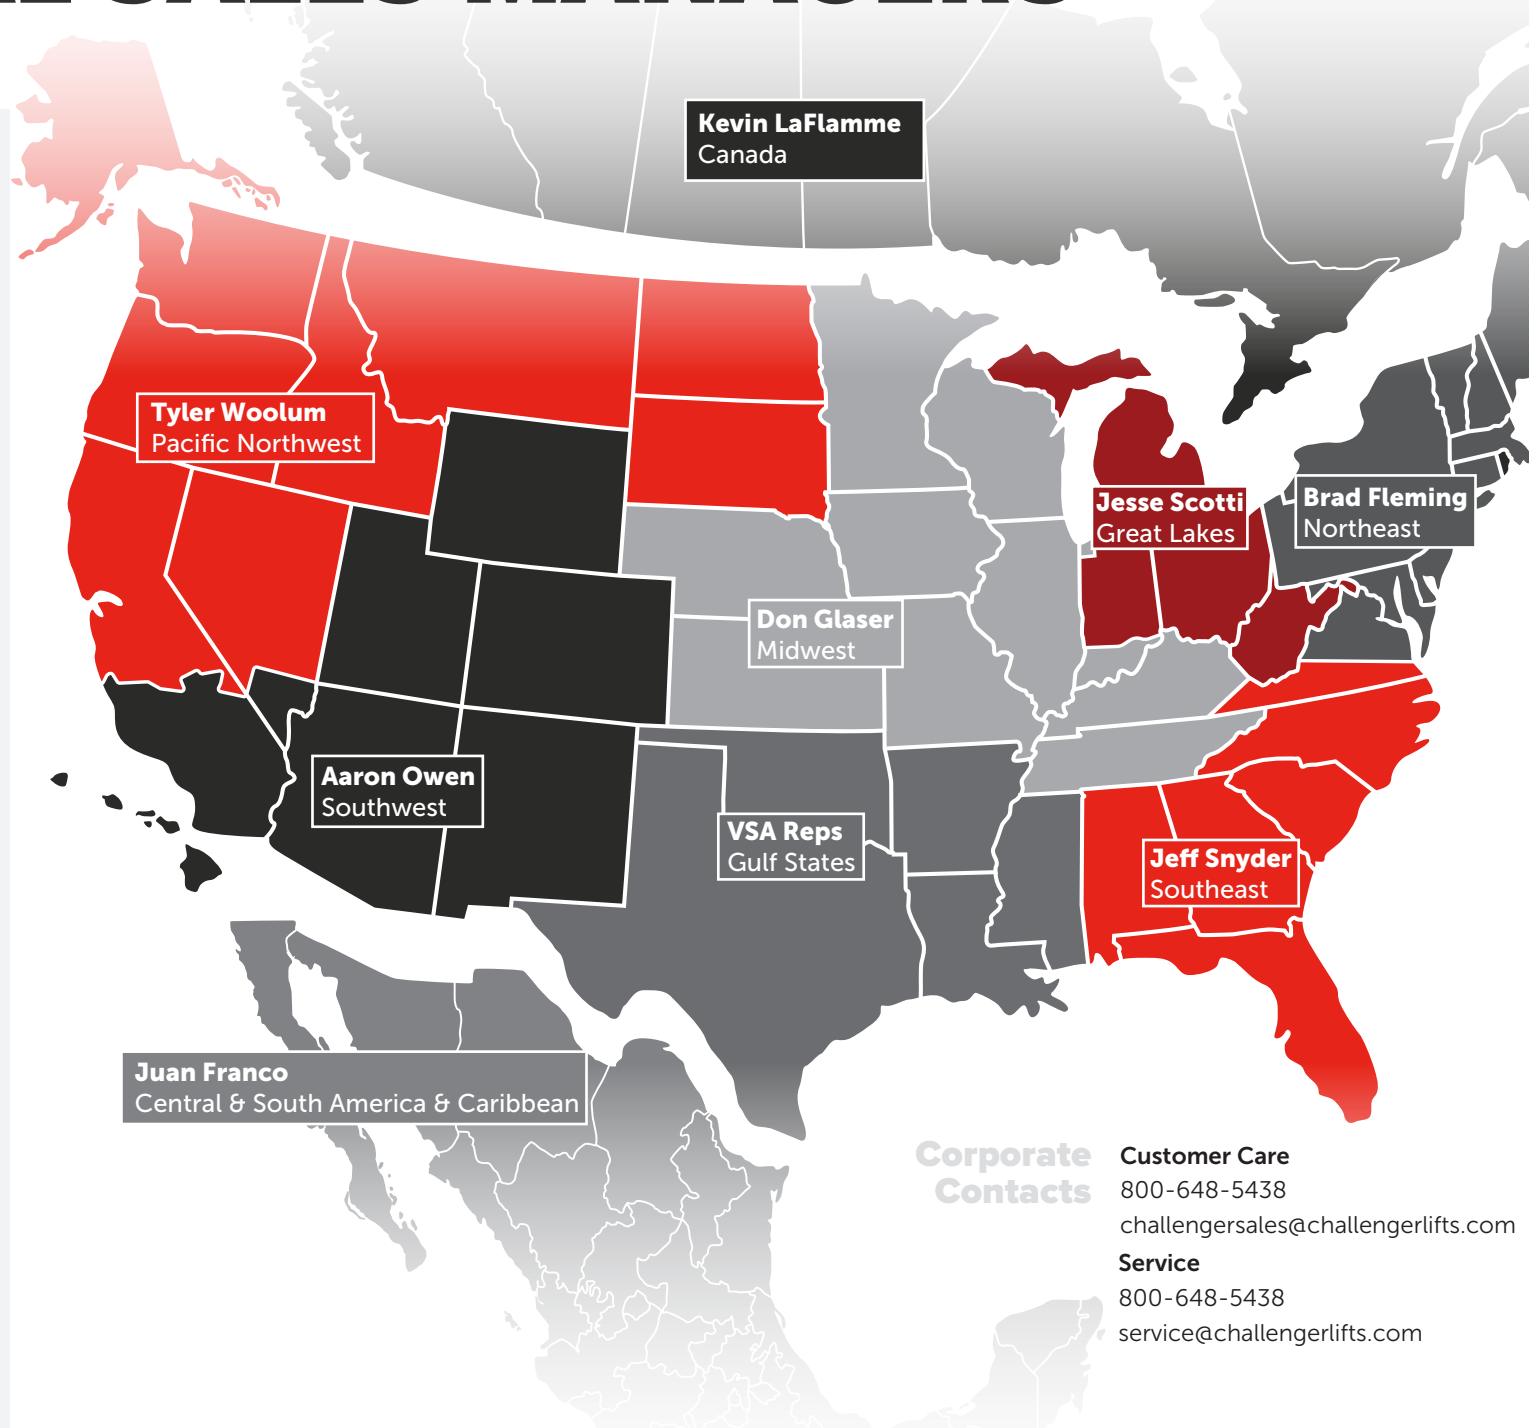 SALES MANAGERS
Kevin LaFlamme
Canada
Tyler Woolum
Pacific Northwest
Jesse Scotti
Great Lakes
Brad Fleming
Northeast
Don Glaser
Midwest
Aaron Owen
Southwest
VSA Reps
Gulf States
Jeff Snyder
Southeast
Juan Franco
Central & South America & Caribbean
Corporate
Contacts
Customer Care
800-648-5438
challengersales@challengerlifts.com
Service
800-648-5438
service@challengerlifts.com